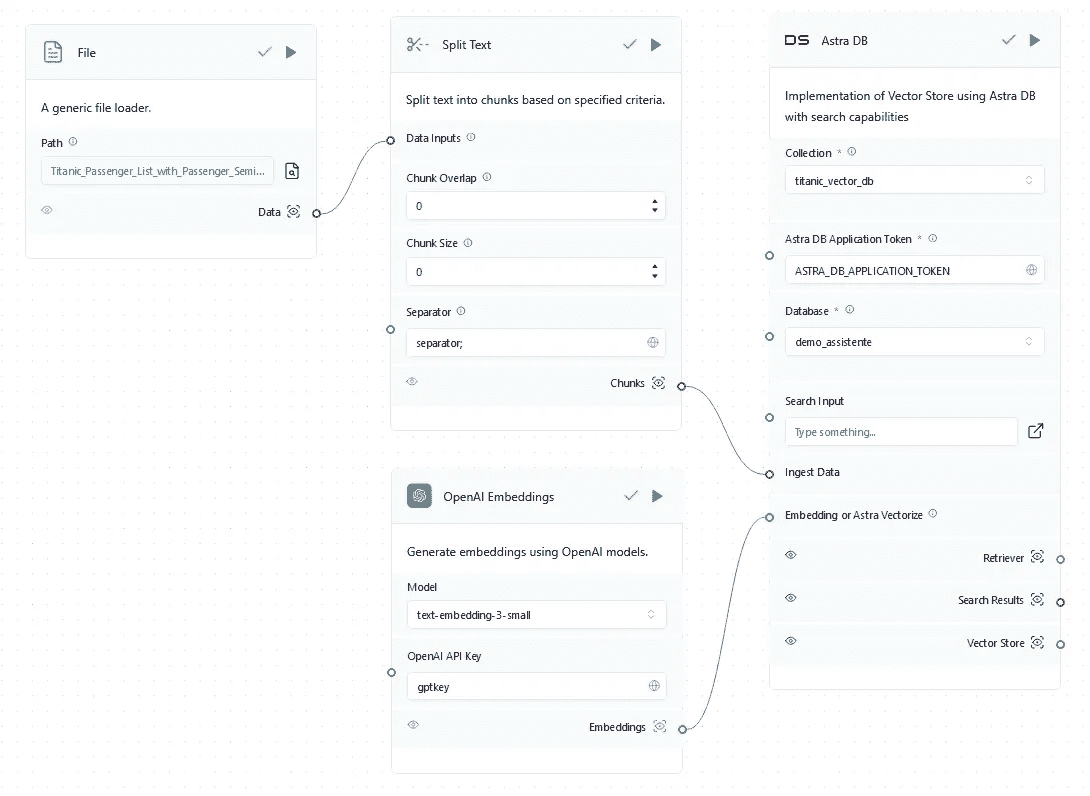 File
A generic file loader.
Path
Titanic_Passenger_List_with_Passenger_Semi...
Data
Split Text
Split text into chunks based on specified criteria.
Data Inputs
Chunk Overlap
0
Chunk Size
0
Separator
separator;
Chunks
OpenAI Embeddings
Generate embeddings using OpenAI models.
Model
text-embedding-3-small
OpenAI API Key
gptkey
Embeddings
DS Astra DB
Implementation of Vector Store using Astra DB
with search capabilities
Collection *
titanic_vector_db
Astra DB Application Token *
ASTRA_DB_APPLICATION_TOKEN
Database *
demo_assistente
Search Input
Type something...
Ingest Data
Embedding or Astra Vectorize
Retriever
Search Results
Vector Store